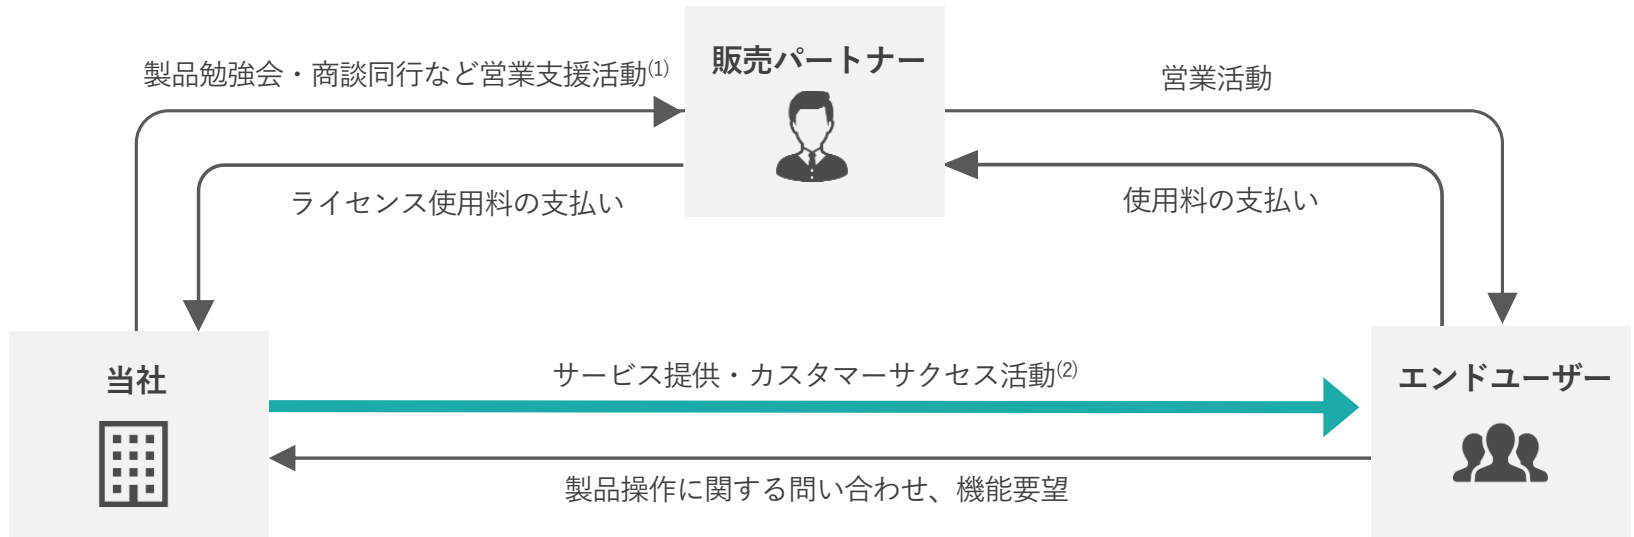 販売パートナー
製品勉強会・商談同行など営業支援活動(1)
営業活動
ライセンス使用料の支払い
使用料の支払い
当社
サービス提供・カスタマーサクセス活動(2)
エンドユーザー
製品操作に関する問い合わせ、機能要望